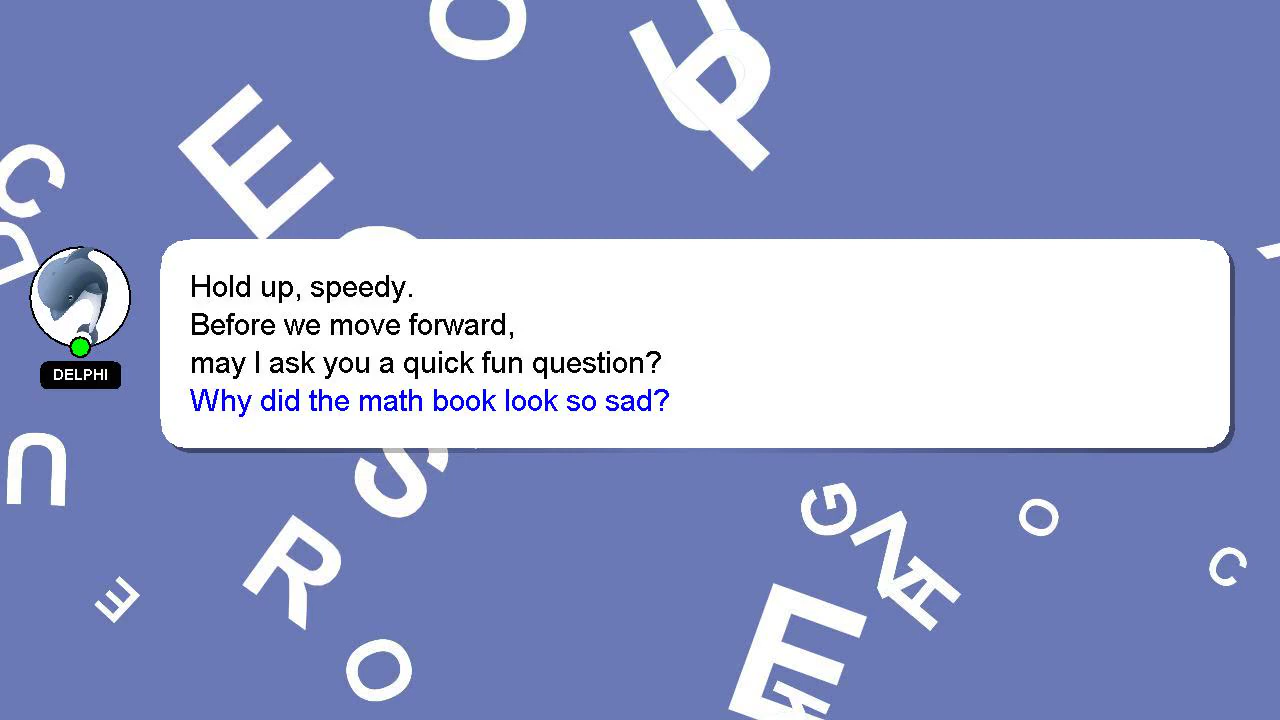 Hold up, speedy.
Before we move forward,
may I ask you a quick fun question?
Why did the math book look so sad?
DELPHI